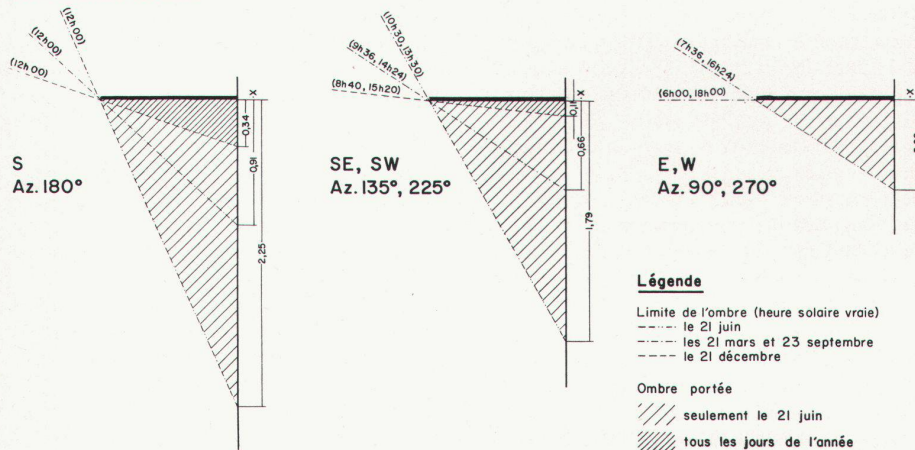 (12h00)
(12h00)
(12h00)
X
0,34
0,91
2,25
S
Az. 180°
(10h30, 13h30)
(9h36, 14h24)
(8h40, 15h20)
X
0,66
1,79
SE, SW
Az. 135°, 225°
(7h36, 16h24)
(6h00, 18h00)
X
E, W
Az. 90°, 270°
Légende
Limite de l'ombre (heure solaire vraie)
le 21 juin
les 21 mars et 23 septembre
le 21 décembre
Ombre portée
seulement le 21 juin
tous les jours de l'année